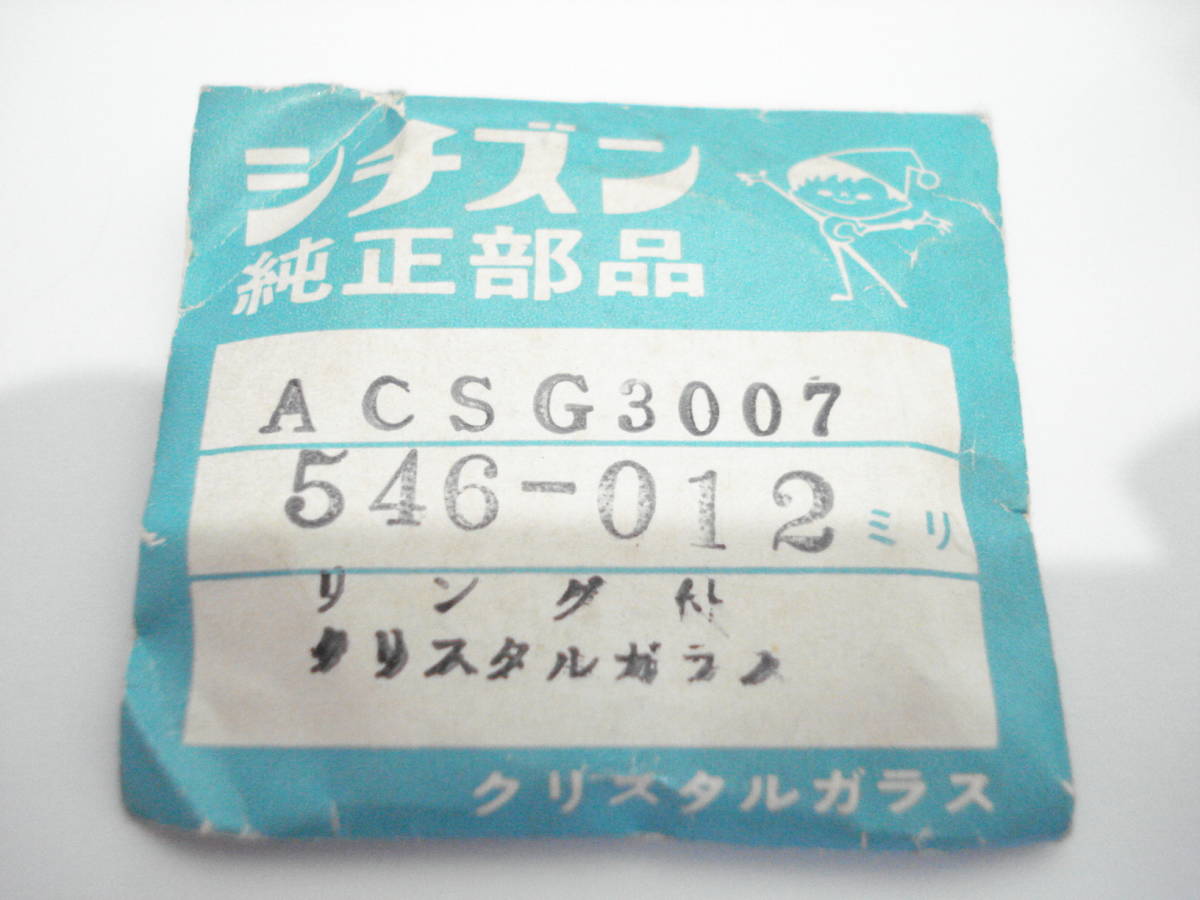 シチズン
純正部品
ACSG3007
546-012 ミリ
リング付
クリスタルガラス
クリスタルガラス